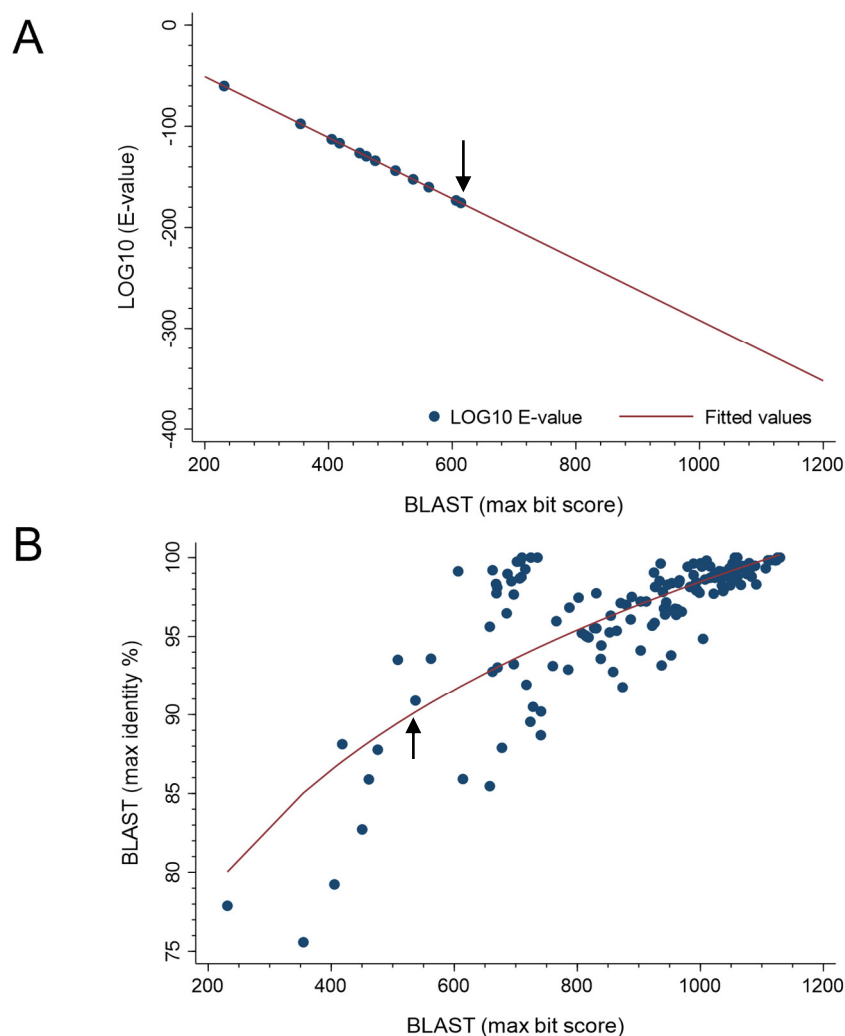 A
0
-100
-200
-300
-400
LOG10 (E-value)
LOG10 E-value
Fitted values
200
400
600
800
1000
1200
BLAST (max bit score)
B
100
95
90
85
80
75
BLAST (max identity %)
200
400
600
800
1000
1200
BLAST (max bit score)